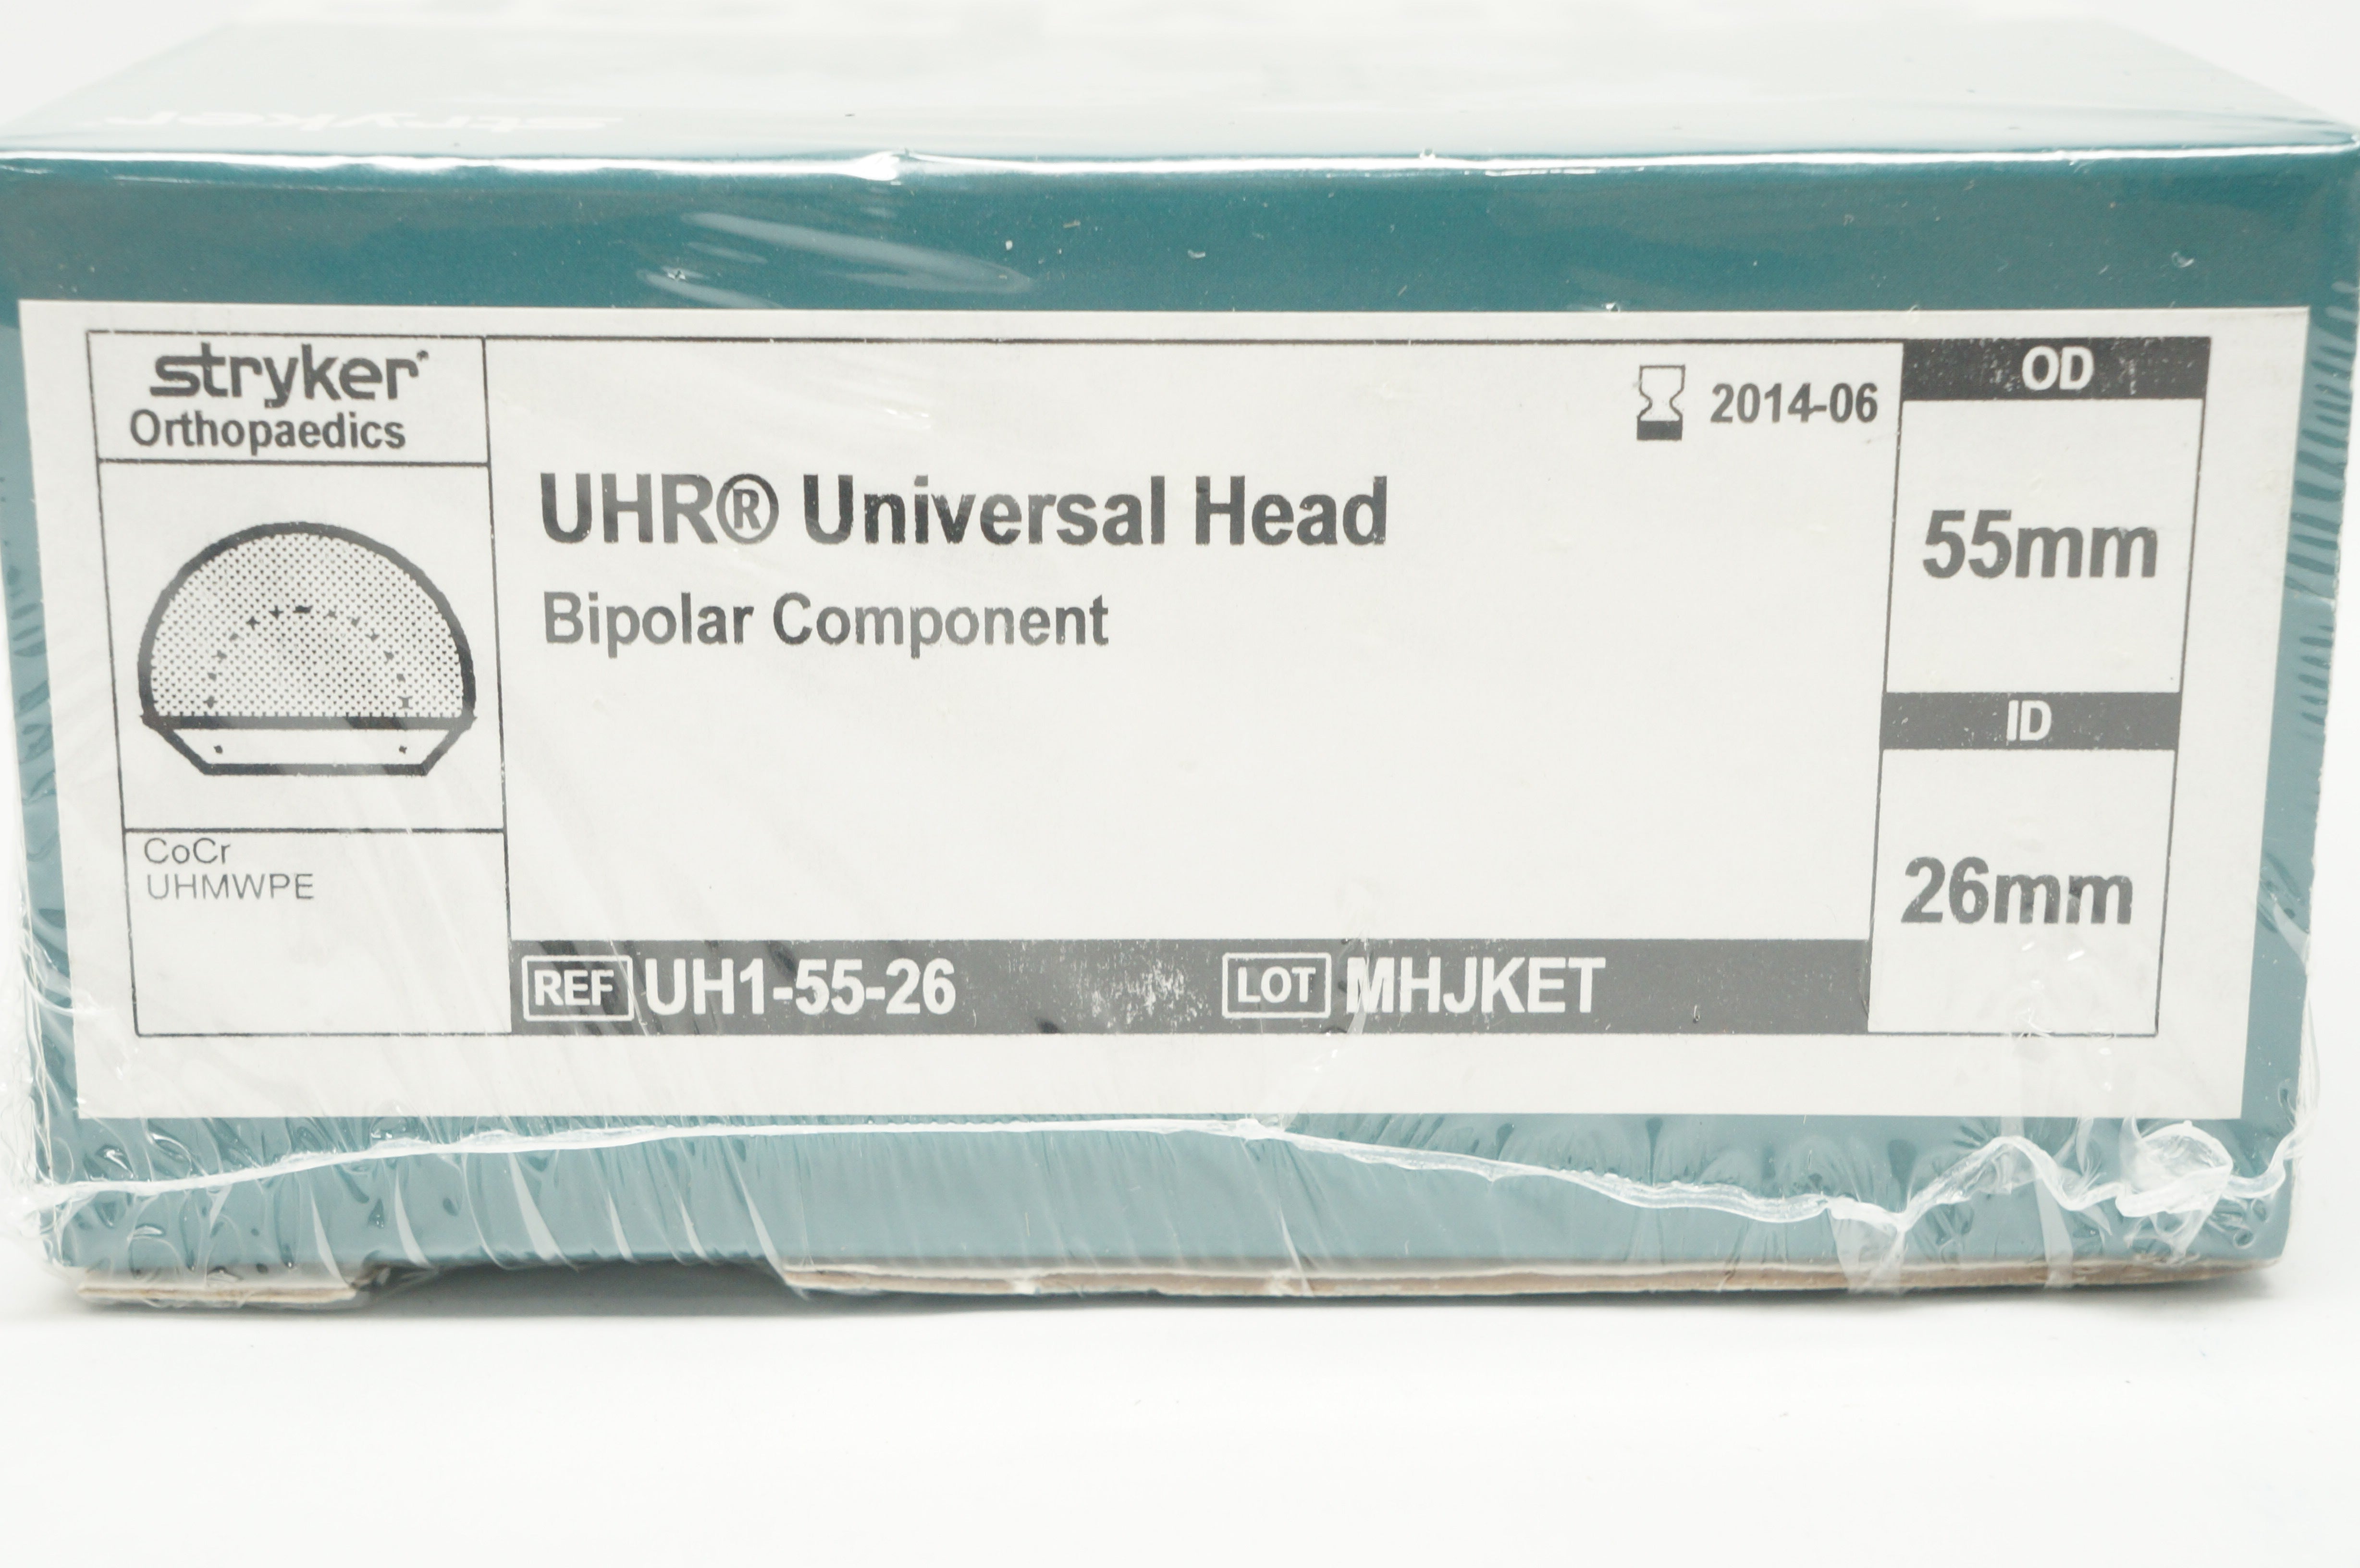 stryker
stryker
Orthopaedics
CoCr
UHMWPE
2014-06
UHR® Universal Head
Bipolar Component
REF UH1-55-26 LOT MHJKET
OD
55mm
ID
26mm